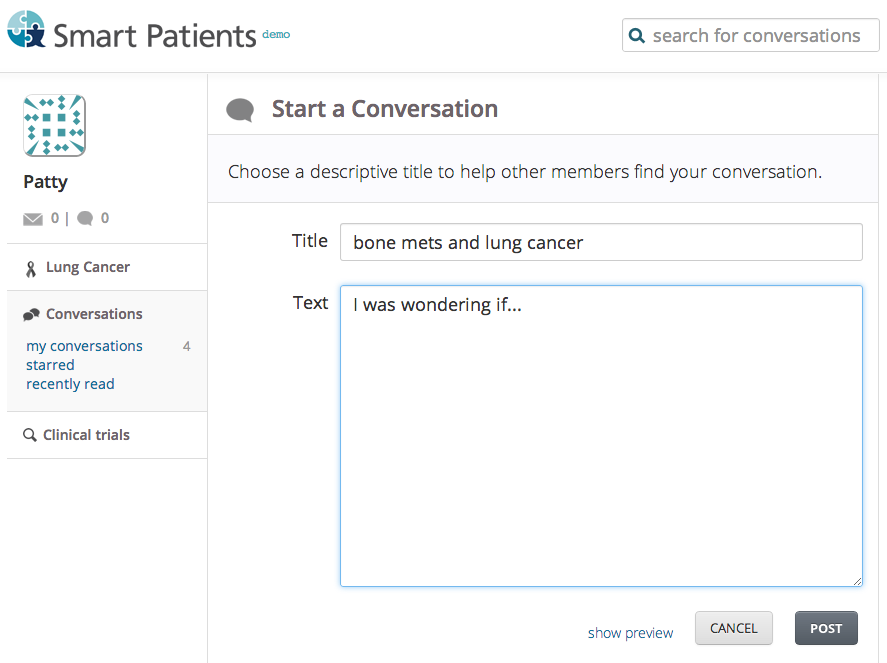 Smart Patients demo
search for conversations
Patty
0 | 0
Lung Cancer
Conversations
my conversations 4
starred
recently read
Clinical trials
Start a Conversation
Choose a descriptive title to help other members find your conversation.
Title bone mets and lung cancer
Text I was wondering if...
show preview CANCEL POST